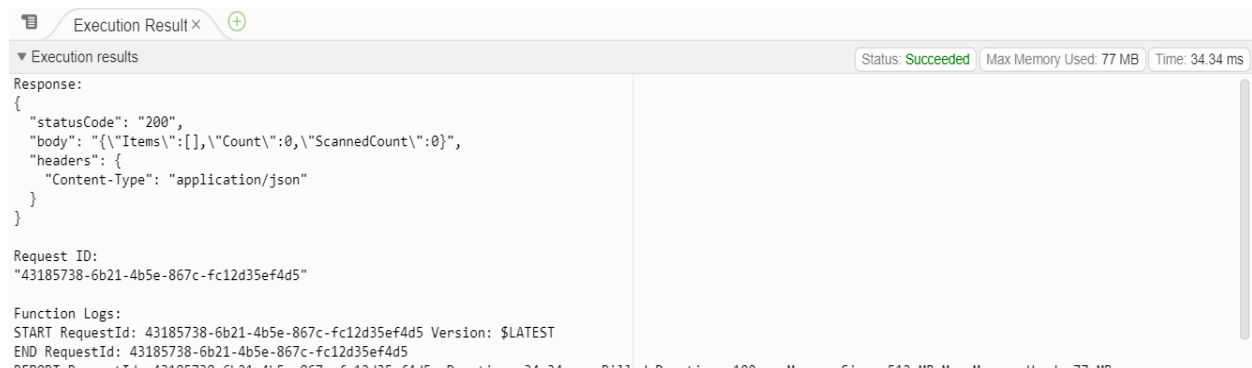 Execution Result ×
Execution results
Status: Succeeded Max Memory Used: 77 MB Time: 34.34 ms
Response:
{
  "statusCode": "200",
  "body": "{\"Items\":[],\"Count\":0,\"ScannedCount\":0}",
  "headers": {
    "Content-Type": "application/json"
  }
}
Request ID:
"43185738-6b21-4b5e-867c-fc12d35ef4d5"
Function Logs:
START RequestId: 43185738-6b21-4b5e-867c-fc12d35ef4d5 Version: $LATEST
END RequestId: 43185738-6b21-4b5e-867c-fc12d35ef4d5